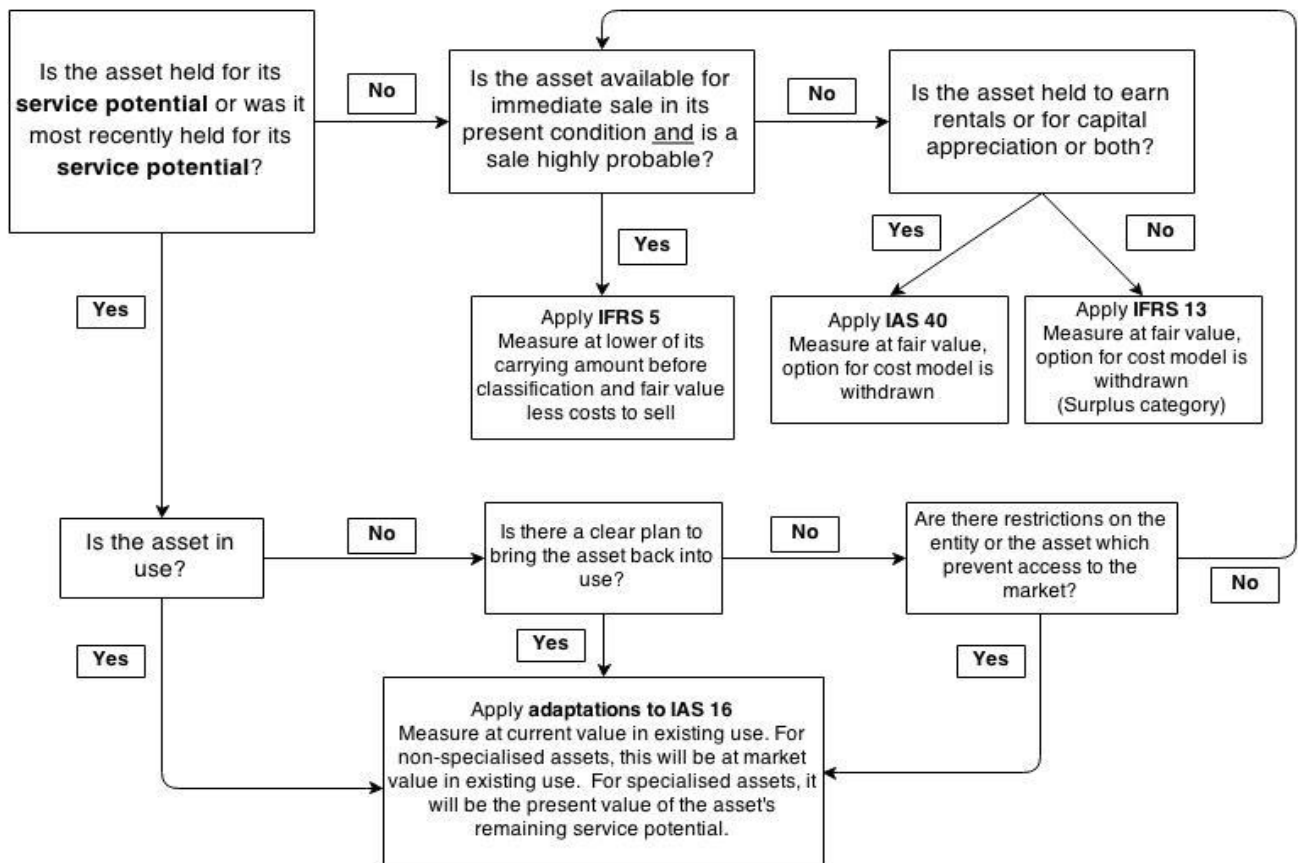 Is the asset held for its
service potential or was it
most recently held for its
service potential?
No
Is the asset available for
immediate sale in its
present condition and is a
sale highly probable?
No
Is the asset held to earn
rentals or for capital
appreciation or both?
Yes
Yes
Yes
No
Apply IFRS 5
Measure at lower of its
carrying amount before
classification and fair value
less costs to sell
Apply IAS 40
Measure at fair value,
option for cost model is
withdrawn
Apply IFRS 13
Measure at fair value,
option for cost model is
withdrawn
(Surplus category)
Is the asset in
use?
No
Is there a clear plan to
bring the asset back into
use?
No
Are there restrictions on the
entity or the asset which
prevent access to the
market?
No
Yes
Yes
Yes
Apply adaptations to IAS 16
Measure at current value in existing use. For
non-specialised assets, this will be at market
value in existing use. For specialised assets, it
will be the present value of the asset's
remaining service potential.